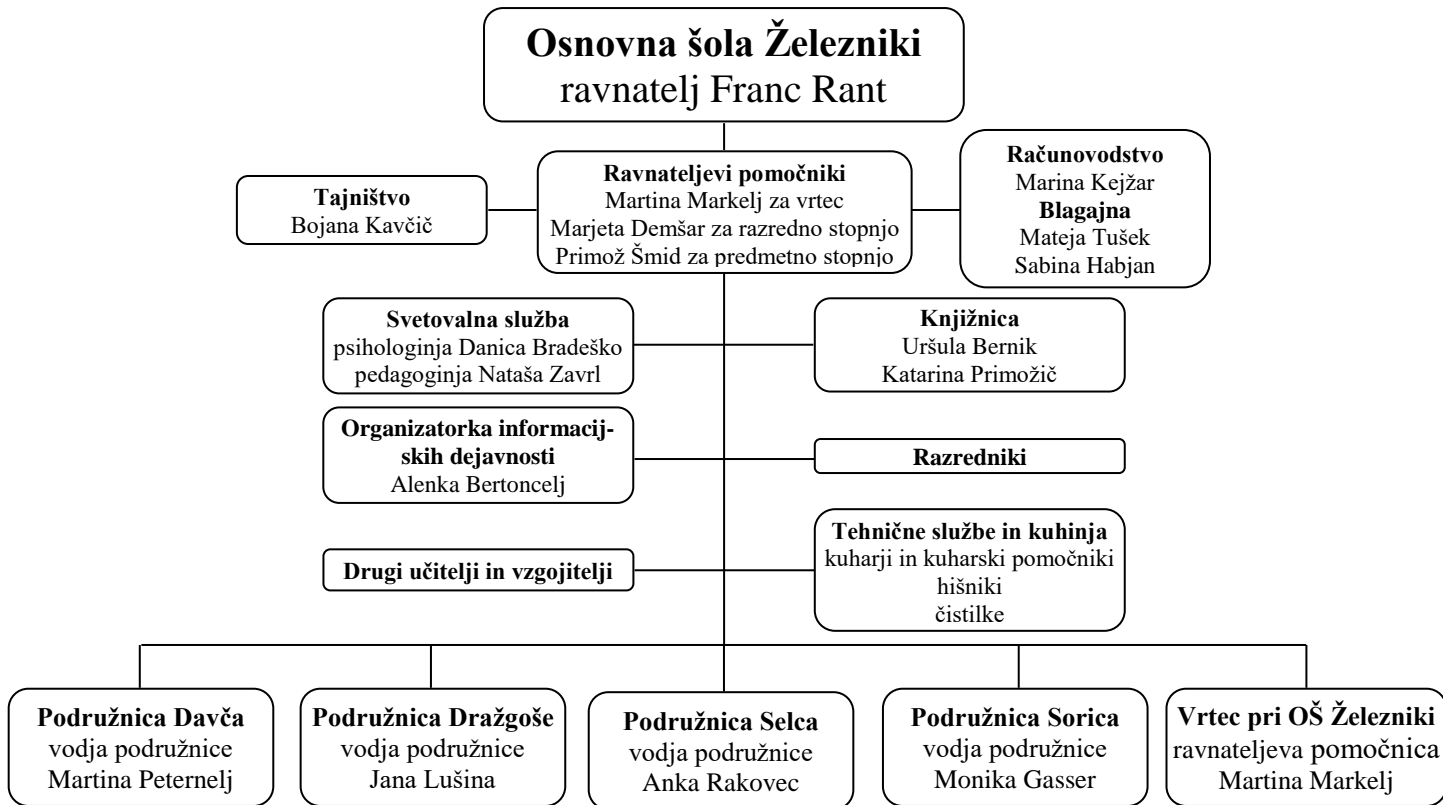 Osnovna šola Železniki
ravnatelj Franc Rant
Tajništvo
Bojana Kavčič
Ravnateljevi pomočniki
Martina Markelj za vrtec
Marjeta Demšar za razredno stopnjo
Primož Šmid za predmetno stopnjo
Računovodstvo
Marina Kejžar
Blagajna
Mateja Tušek
Sabina Habjan
Svetovalna služba
psihologinja Danica Bradeško
pedagoginja Nataša Zavrl
Knjižnica
Uršula Bernik
Katarina Primožič
Organizatorka informacij-
skih dejavnosti
Alenka Bertoncelj
Razredniki
Drugi učitelji in vzgojitelji
Tehnične službe in kuhinja
kuharji in kuharski pomočniki
hišniki
čistilke
Podružnica Davča
vodja podružnice
Martina Peternelj
Podružnica Dražgoše
vodja podružnice
Jana Lušina
Podružnica Selca
vodja podružnice
Anka Rakovec
Podružnica Sorica
vodja podružnice
Monika Gasser
Vrtec pri OŠ Železniki
ravnateljeva pomočnica
Martina Markelj